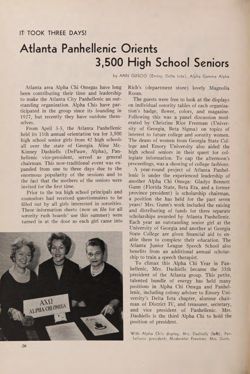 IT TOOK THREE DAYS!
Atlanta Panhellenic Orients
3,500 High School Seniors
by ANN GUSCIO (Emory, Delta Iota), Alpha Gamma Alpha
Atlanta area Alpha Chi Omegas have long
been contributing their time and leadership
to make the Atlanta City Panhellenic an out-
standing organization. Alpha Chis have par-
ticipated in the group since its founding in
1927, but recently they have outdone them-
selves.
From April 3-5, the Atlanta Panhellenic
held its 11th annual orientation tea for 3,500
high school senior girls from 47 high schools
all over the state of Georgia. Aline Mc-
Kinney Dashiells (DePauw, Alpha), Pan-
hellenic vice-president, served as general
chairman. This now-traditional event was ex-
panded from one to three days due to the
enormous popularity of the sessions and to
the fact that the mothers of the seniors were
invited for the first time.
Prior to the tea high school principals and
counselors had received questionnaires to be
filled out by all girls interested in sororities.
These information sheets (now on file for all
sorority rush boards' use this summer) were
turned in at the door as each girl came into
Rich's (department store) lovely Magnolia
Room.
The guests were free to look at the displays
on individual sorority tables of each organiza-
tion's badge, flower, colors, and magazine.
Following this was a panel discussion mod-
erated by Christine Rice Freeman (Univer-
sity of Georgia, Beta Sigma) on topics of
interest to future college and sorority women.
The deans of women from Georgia State Col-
lege and Emory University also aided the
high school seniors in their quest for col-
legiate information. To cap the afternoon's
proceedings, was a showing of college fashions.
A year-round project of Atlanta Panhel-
lenic is under the experienced leadership of
another Alpha Chi Omega. Martha Woodbery
Gunn (Florida State, Beta Eta, and a former
province president) is scholarship chairman,
a position she has held for the past seven
years! Mrs. Gunn's work included the raising
and distributing of funds for three separate
scholarships awarded by Atlanta Panhellenic.
Each year an outstanding senior girl at the
University of Georgia and another at Georgia
State College are given financial aid to en-
able them to complete their education. The
Atlanta Junior League Speech School also
benefits from an additional annual scholar-
ship to train a speech therapist.
To climax this Alpha Chi Year in Pan-
hellenic, Mrs. Dashiells became the 35th
president of the Atlanta group. This petite,
talented bundle of energy has held many
positions in Alpha Chi Omega and Panhel-
lenic, including colony adviser to Emory Uni-
versity's Delta Iota chapter, alumnae chair-
man of District IV, and treasurer, secretary,
and vice president of Panhellenic. Mrs.
Dashiells is the third Alpha Chi to hold the
position of president.
ΑΧΩ
ALPHA CHI OMEGA
With Alpha Chi's display, Mrs. Dashiells (left), Pan-
hellenic president; Moderator Freeman; Mrs. Gunn.
26